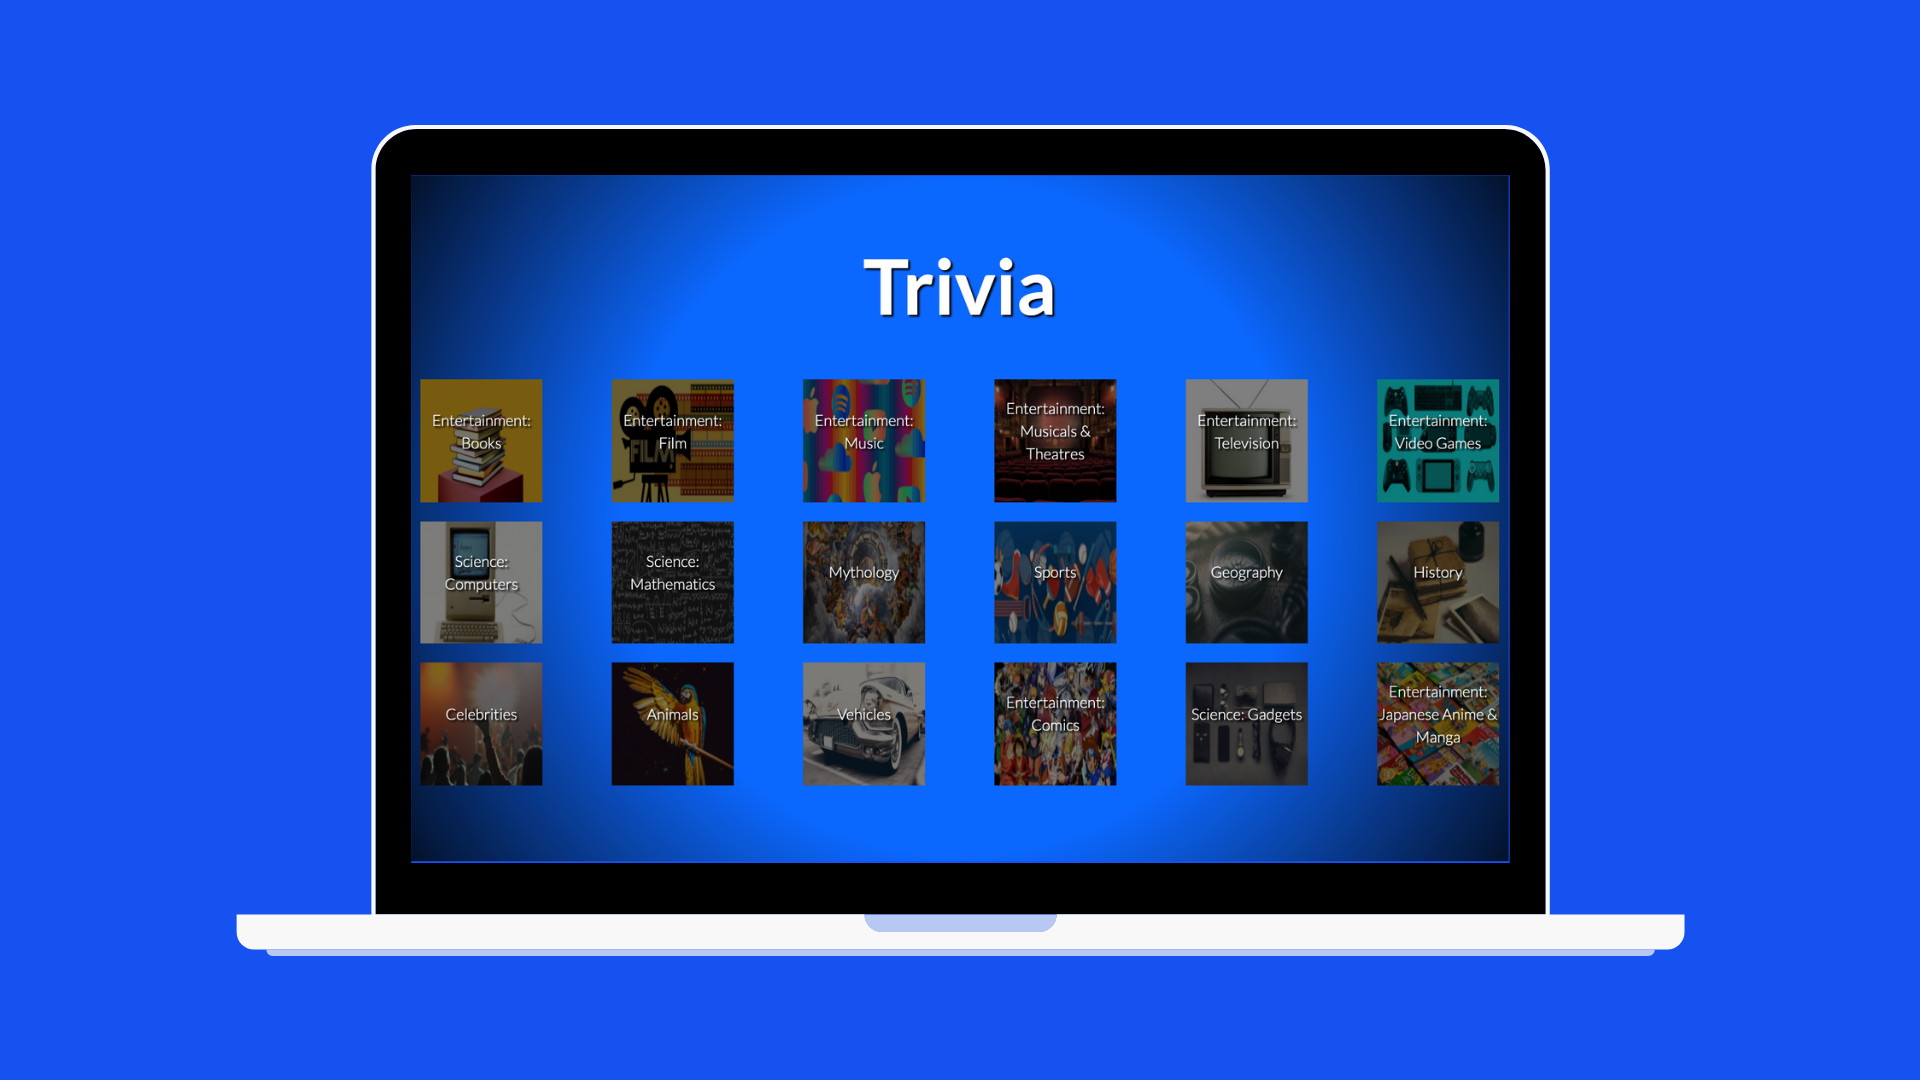 Trivia
Entertainment:
Books
Entertainment:
Film
Entertainment:
Music
Entertainment:
Musicals &
Theatres
Entertainment:
Television
Entertainment:
Video Games
Science:
Computers
Science:
Mathematics
Mythology
Sports
Geography
History
Celebrities
Animals
Vehicles
Entertainment:
Comics
Science: Gadgets
Entertainment:
Japanese Anime &
Manga
FILM